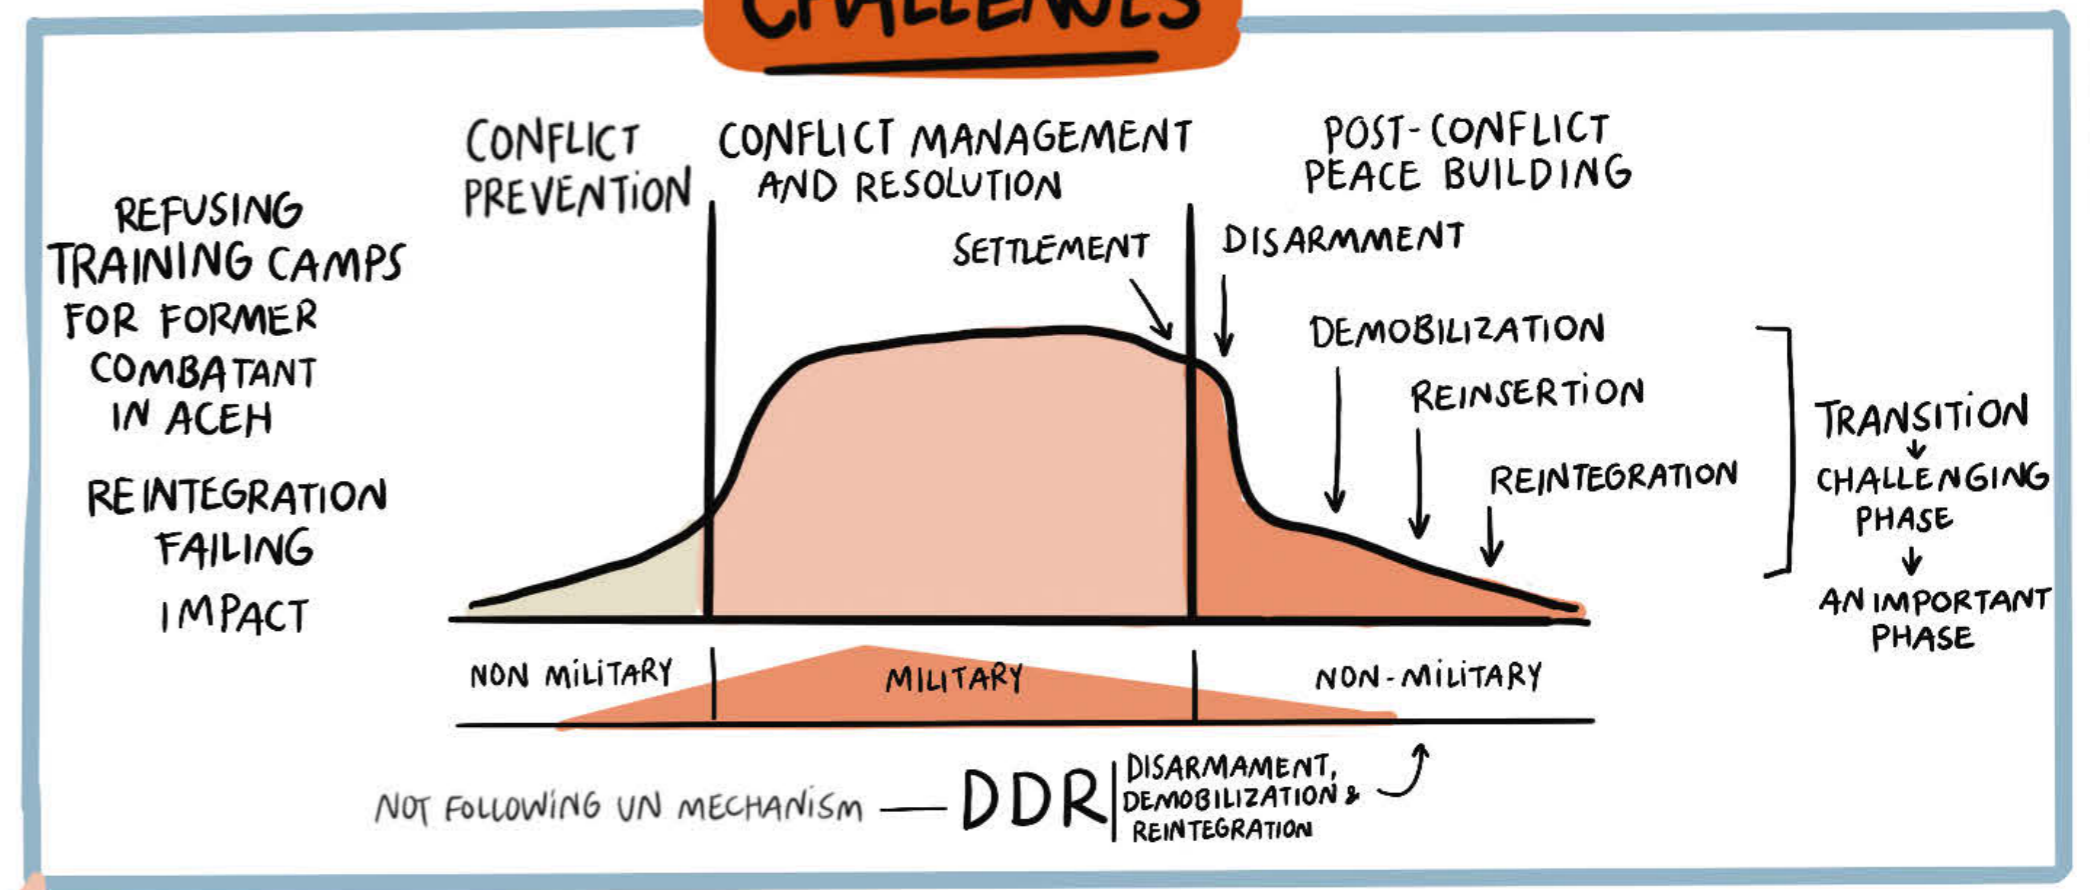 CHALLENGES
REFUSING
TRAINING CAMPS
FOR FORMER
COMBATANT
IN ACEH
REINTEGRATION
FAILING
IMPACT
CONFLICT
PREVENTION
CONFLICT MANAGEMENT
AND RESOLUTION
POST-CONFLICT
PEACE BUILDING
SETTLEMENT
DISARMMENT
DEMOBILIZATION
REINSERTION
REINTEGRATION
TRANSITION
CHALLENGING
PHASE
AN IMPORTANT
PHASE
NON MILITARY
MILITARY
NON-MILITARY
NOT FOLLOWING UN MECHANISM — DDR
DISARMAMENT,
DEMOBILIZATION &
REINTEGRATION